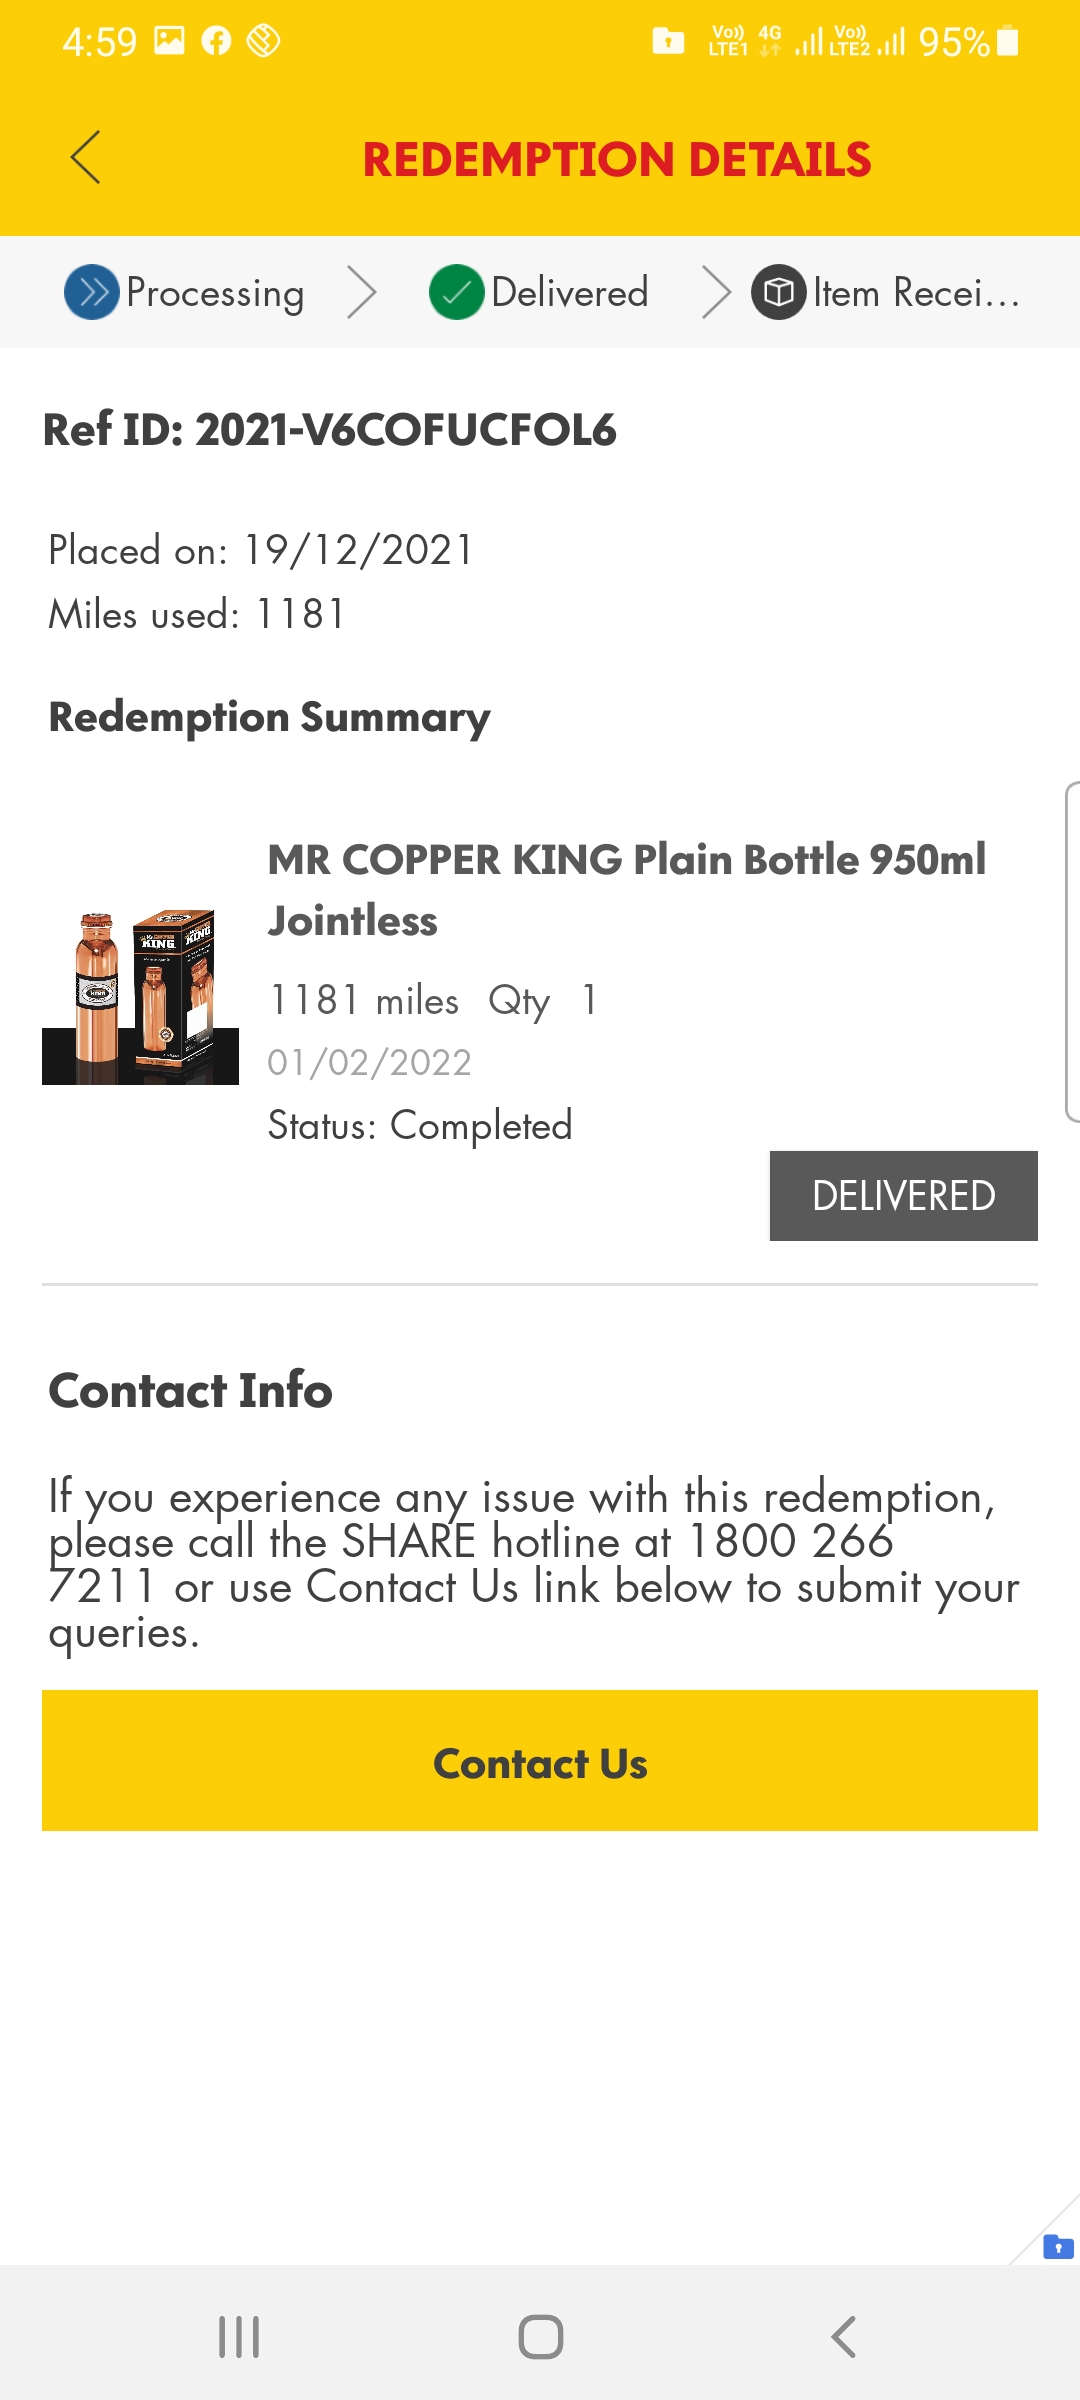 4:59
Vo)) LTE1 4G Vo)) LTE2 95%
REDEMPTION DETAILS
Processing Delivered Item Recei...
Ref ID: 2021-V6COFUCFOL6
Placed on: 19/12/2021
Miles used: 1181
Redemption Summary
MR COPPER KING Plain Bottle 950ml
Jointless
KING
KING
1181 miles Qty 1
01/02/2022
Status: Completed
DELIVERED
Contact Info
If you experience any issue with this redemption,
please call the SHARE hotline at 1800 266
7211 or use Contact Us link below to submit your
queries.
Contact Us